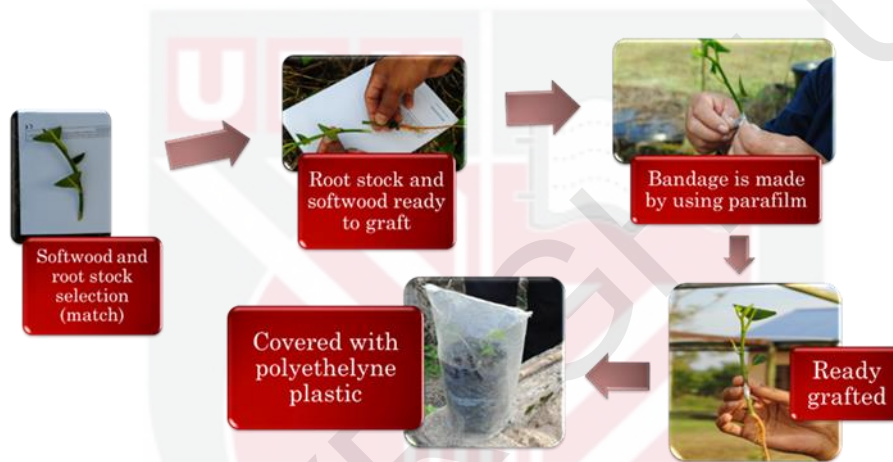 Softwood and
root stock
selection
(match)
Root stock and
softwood ready
to graft
Bandage is made
by using parafilm
Ready
grafted
Covered with
polyethelyne
plastic